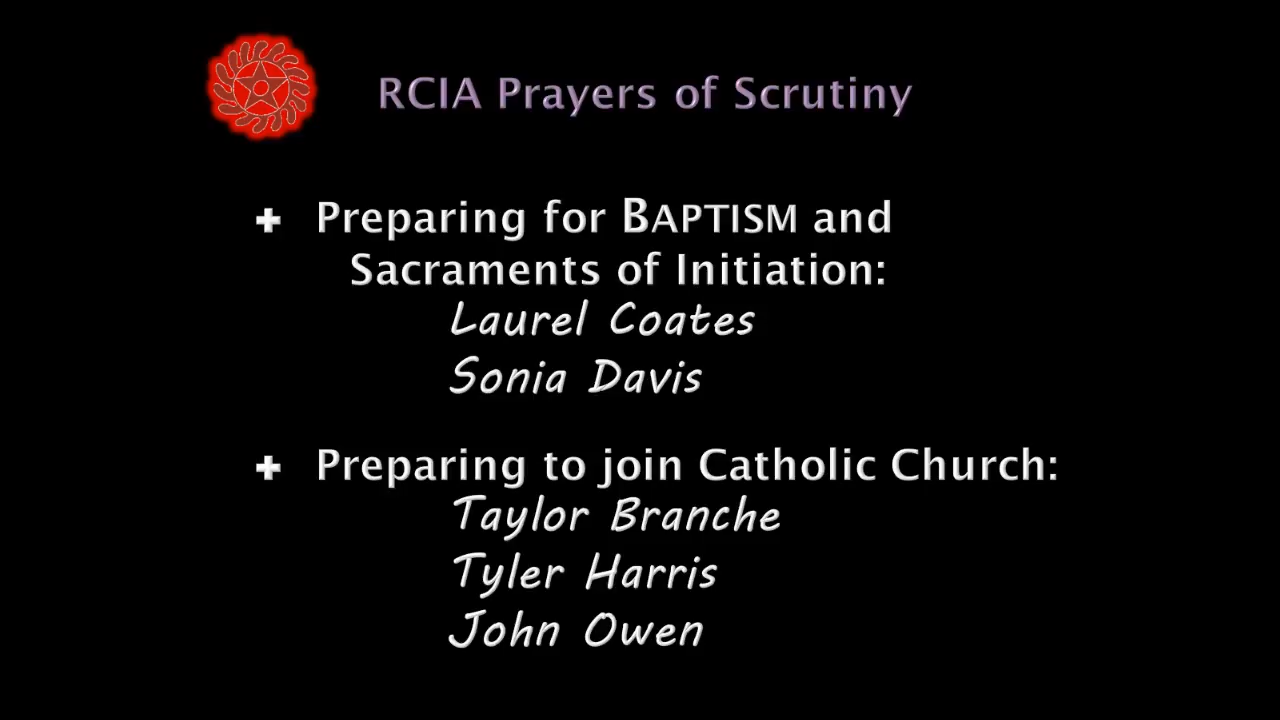 RCIA Prayers of Scrutiny
Preparing for BAPTISM and
Sacraments of Initiation:
Laurel Coates
Sonia Davis
Preparing to join Catholic Church:
Taylor Branche
Tyler Harris
John Owen